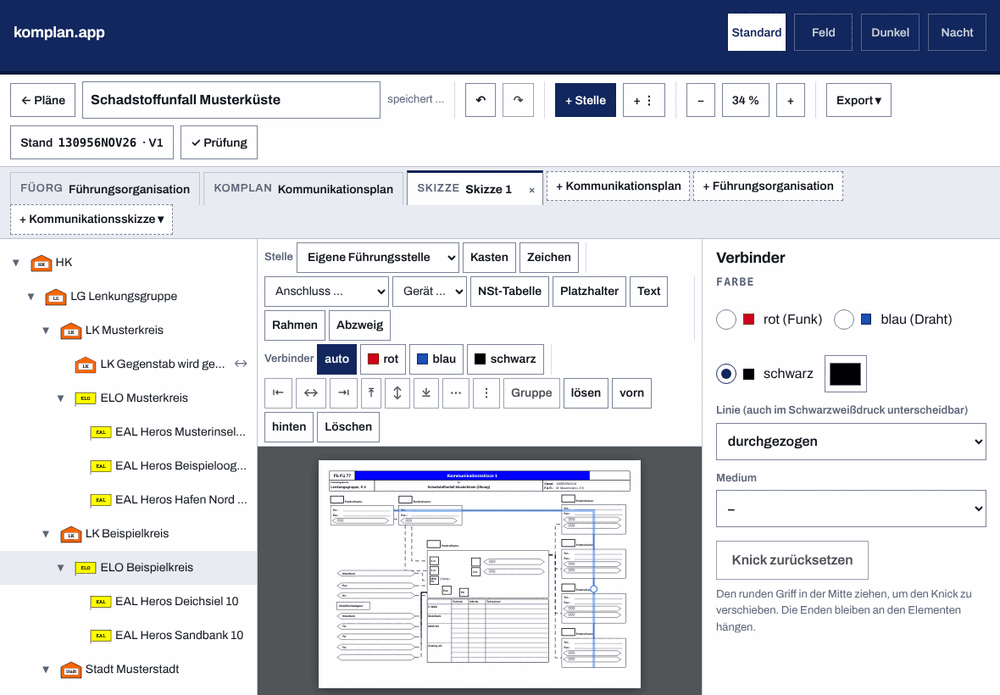 komplan.app
Standard Feld Dunkel Nacht
← Pläne Schadstoffunfall Musterküste speichert ... ↶ ↷ + Stelle + ⋮ – 34 % + Export ▾
Stand 130956NOV26 · V1 ✓ Prüfung
FÜORG Führungsorganisation KOMPLAN Kommunikationsplan SKIZZE Skizze 1 × + Kommunikationsplan + Führungsorganisation
+ Kommunikationsskizze ▾
▼ HK HK
▼ LG LG Lenkungsgruppe
▼ LK LK Musterkreis
LK LK Gegenstab wird ge... ↔
▼ ELO ELO Musterkreis
EAL EAL Heros Musterinsel...
EAL EAL Heros Beispieloog...
EAL EAL Heros Hafen Nord ...
▼ LK LK Beispielkreis
▼ ELO ELO Beispielkreis
EAL EAL Heros Deichsiel 10
EAL EAL Heros Sandbank 10
▼ Stadt Stadt Musterstadt
Stelle Eigene Führungsstelle Kasten Zeichen
Anschluss ... Gerät ... NSt-Tabelle Platzhalter Text
Rahmen Abzweig
Verbinder auto rot blau schwarz
Gruppe lösen vorn
hinten Löschen
Kommunikationsskizze 1
Verbinder
FARBE
rot (Funk) blau (Draht)
schwarz
Linie (auch im Schwarzweißdruck unterscheidbar)
durchgezogen
Medium
–
Knick zurücksetzen
Den runden Griff in der Mitte ziehen, um den Knick zu
verschieben. Die Enden bleiben an den Elementen
hängen.